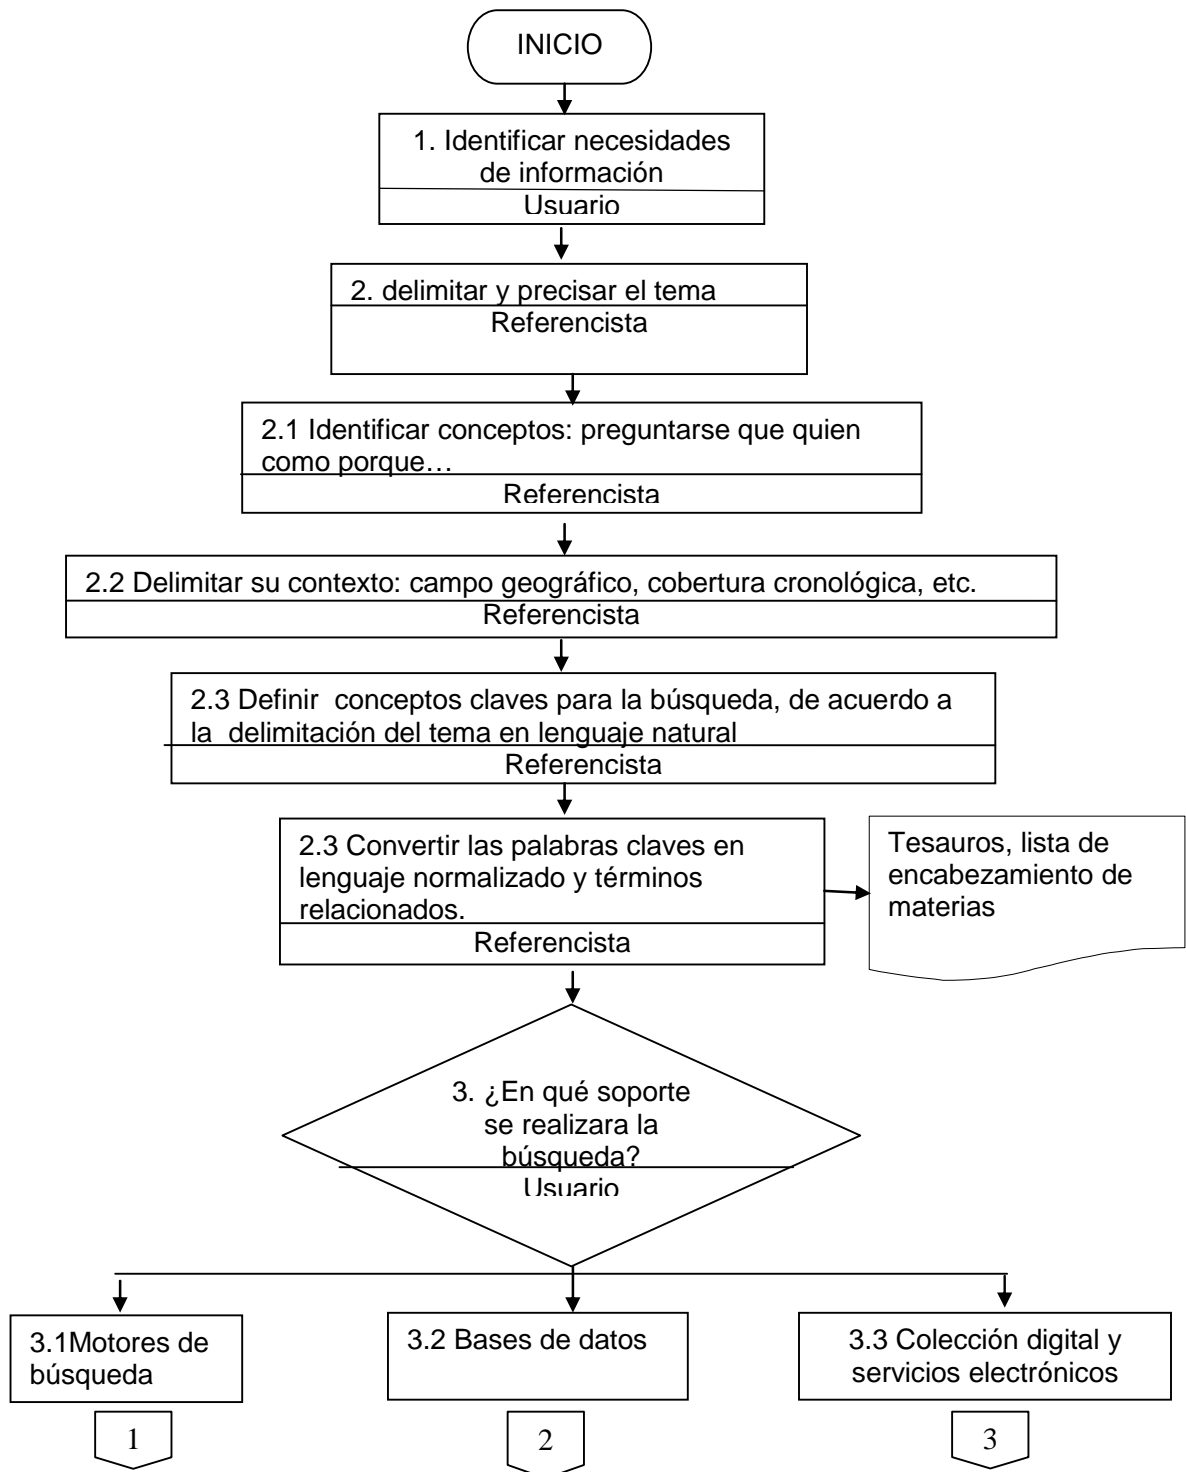 INICIO
1. Identificar necesidades
de información
Usuario
2. delimitar y precisar el tema
Referencista
2.1 Identificar conceptos: preguntarse que quien
como porque…
Referencista
2.2 Delimitar su contexto: campo geográfico, cobertura cronológica, etc.
Referencista
2.3 Definir  conceptos claves para la búsqueda, de acuerdo a
la  delimitación del tema en lenguaje natural
Referencista
2.3 Convertir las palabras claves en
lenguaje normalizado y términos
relacionados.
Referencista
Tesauros, lista de
encabezamiento de
materias
3. ¿En qué soporte
se realizara la
búsqueda?
Usuario
3.1Motores de
búsqueda
3.2 Bases de datos
3.3 Colección digital y
servicios electrónicos
1
2
3